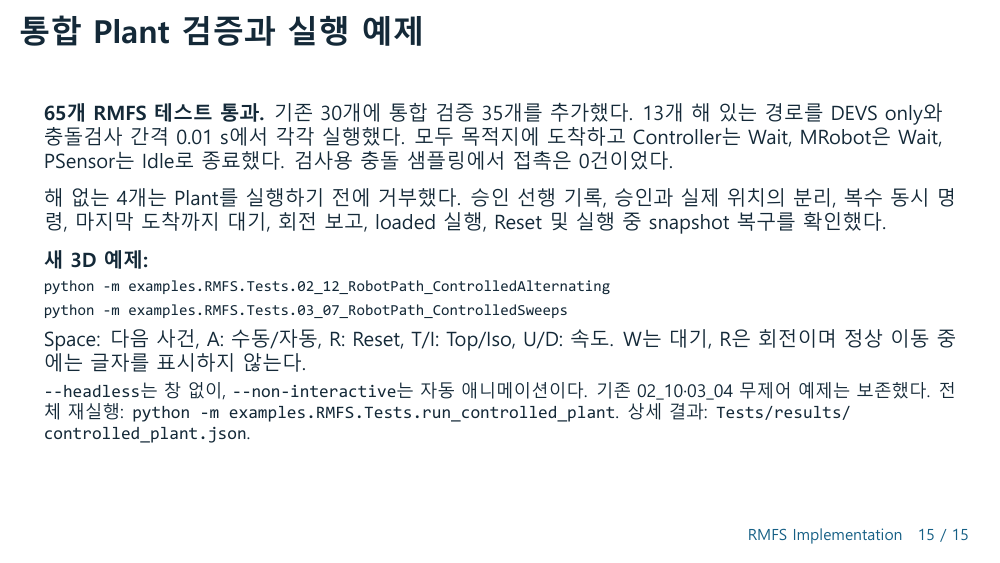 통합 Plant 검증과 실행 예제
65개 RMFS 테스트 통과. 기존 30개에 통합 검증 35개를 추가했다. 13개 해 있는 경로를 DEVS only와
충돌검사 간격 0.01 s에서 각각 실행했다. 모두 목적지에 도착하고 Controller는 Wait, MRobot은 Wait,
PSensor는 Idle로 종료했다. 검사용 충돌 샘플링에서 접촉은 0건이었다.
해 없는 4개는 Plant를 실행하기 전에 거부했다. 승인 선행 기록, 승인과 실제 위치의 분리, 복수 동시 명
령, 마지막 도착까지 대기, 회전 보고, loaded 실행, Reset 및 실행 중 snapshot 복구를 확인했다.
새 3D 예제:
python -m examples.RMFS.Tests.02_12_RobotPath_ControlledAlternating
python -m examples.RMFS.Tests.03_07_RobotPath_ControlledSweeps
Space: 다음 사건, A: 수동/자동, R: Reset, T/I: Top/Iso, U/D: 속도. W는 대기, R은 회전이며 정상 이동 중
에는 글자를 표시하지 않는다.
--headless는 창 없이, --non-interactive는 자동 애니메이션이다. 기존 02_10·03_04 무제어 예제는 보존했다. 전
체 재실행: python -m examples.RMFS.Tests.run_controlled_plant. 상세 결과: Tests/results/
controlled_plant.json.
RMFS Implementation 15 / 15